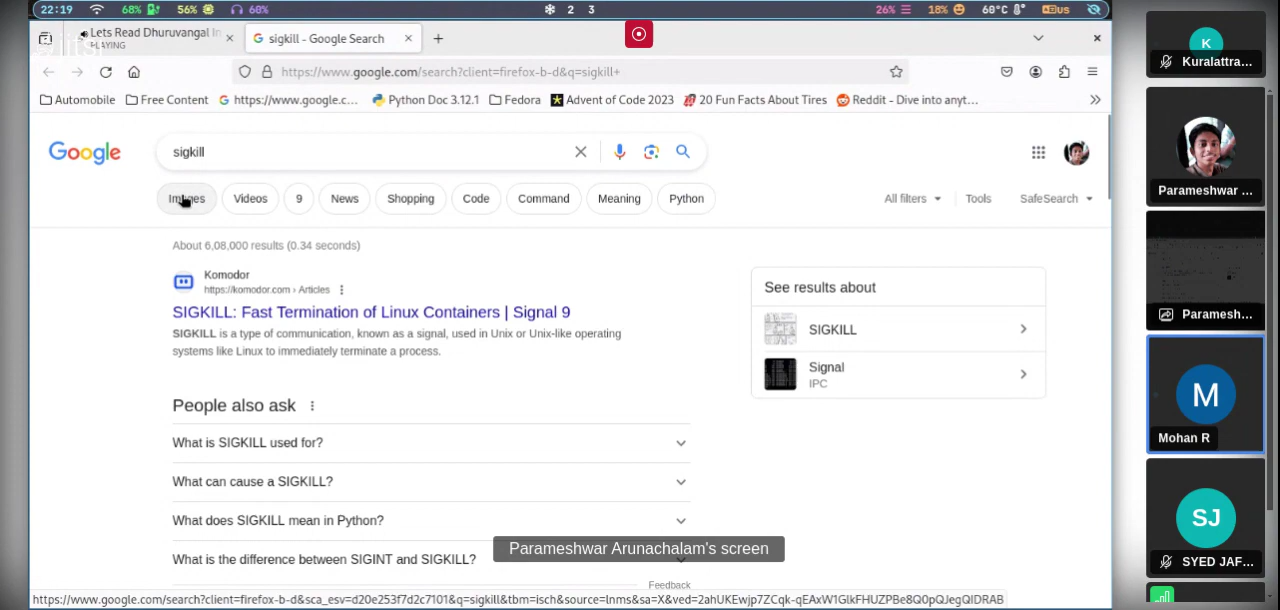 22:19 68% 56% 60% 2 3 26% 18% 60°C us
Lets Read Dhuruvangal In
PLAYING
sigkill - Google Search
https://www.google.com/search?client=firefox-b-d&q=sigkill+
Automobile Free Content https://www.google.c... Python Doc 3.12.1 Fedora Advent of Code 2023 20 Fun Facts About Tires Reddit - Dive into anyt...
Google
sigkill
Images Videos 9 News Shopping Code Command Meaning Python All filters Tools SafeSearch
About 6,08,000 results (0.34 seconds)
Komodor
https://komodor.com › Articles
SIGKILL: Fast Termination of Linux Containers | Signal 9
SIGKILL is a type of communication, known as a signal, used in Unix or Unix-like operating
systems like Linux to immediately terminate a process.
See results about
SIGKILL
Signal
IPC
People also ask
What is SIGKILL used for?
What can cause a SIGKILL?
What does SIGKILL mean in Python?
What is the difference between SIGINT and SIGKILL?
Feedback
Parameshwar Arunachalam's screen
https://www.google.com/search?client=firefox-b-d&sca_esv=d20e253f7d2c7101&q=sigkill&tbm=isch&source=lnms&sa=X&ved=2ahUKEwjp7ZCqk-qEAxW1GlkFHUZPBe8Q0pQJegQIDRAB
K
Kuralattra...
Parameshwar ...
Paramesh...
M
Mohan R
SJ
SYED JAF...